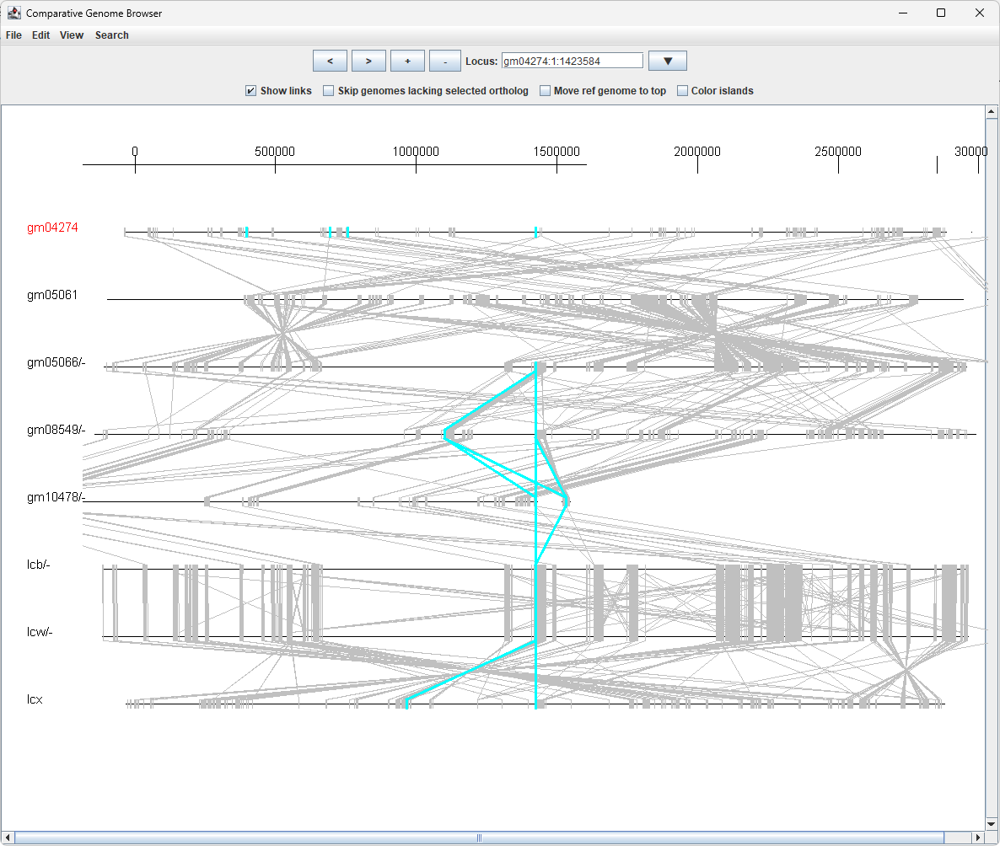 Comparative Genome Browser
File Edit View Search
< > + - Locus: gm04274:1:1423584
Show links Skip genomes lacking selected ortholog Move ref genome to top Color islands
0 500000 1000000 1500000 2000000 2500000 30000
gm04274
gm05061
gm05066/-
gm08549/-
gm10478/-
lcb/-
lcw/-
lcx